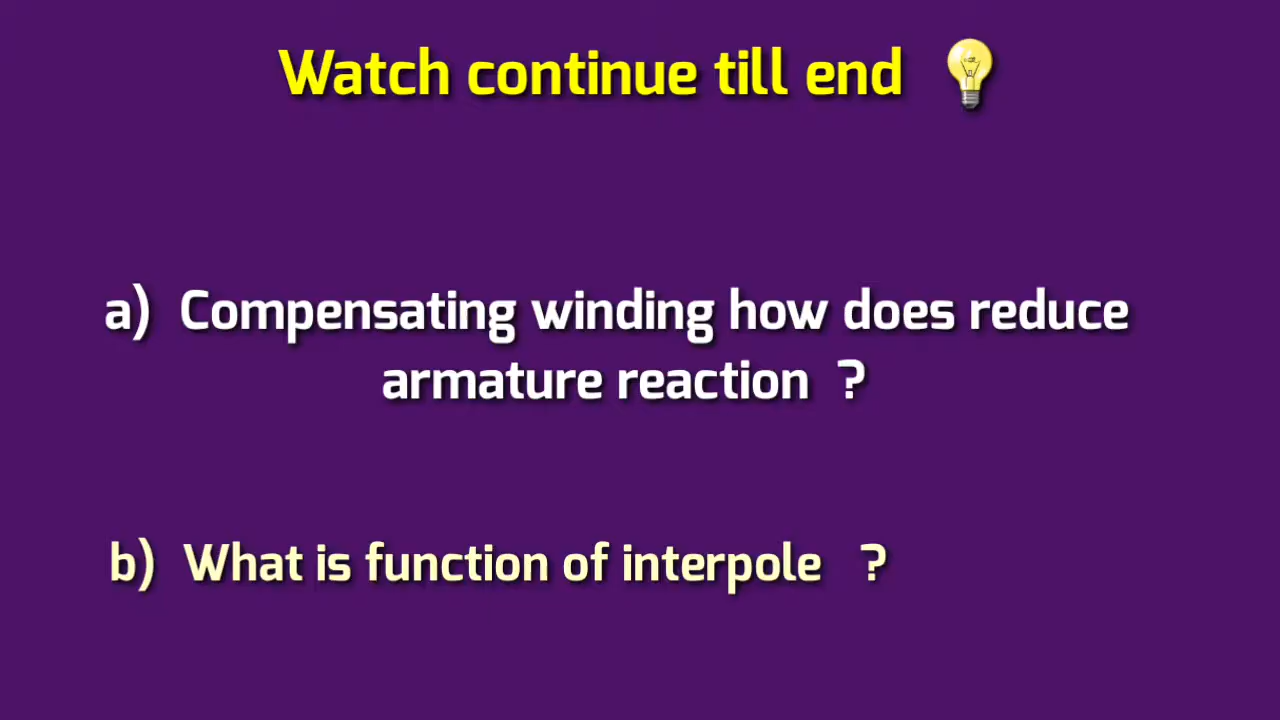 Watch continue till end
a) Compensating winding how does reduce
armature reaction ?
b) What is function of interpole ?